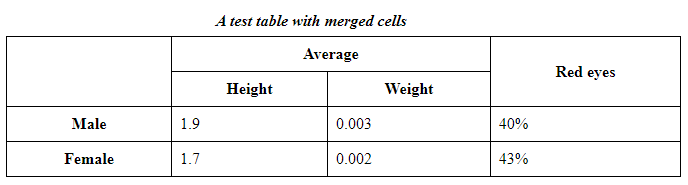 A test table with merged cells
Average
Red eyes
Height Weight
Male 1.9 0.003 40%
Female 1.7 0.002 43%